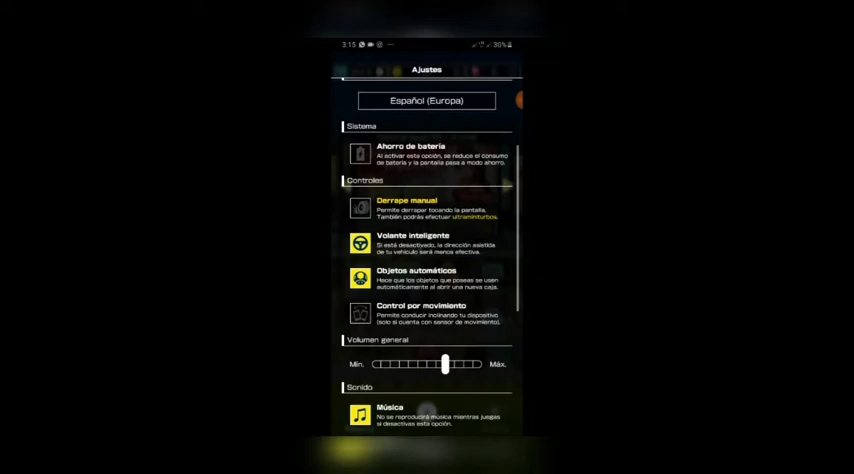 3:15 ··· 30%
Ajustes
Español (Europa)
Sistema
Ahorro de batería
Al activar esta opción, se reduce el consumo
de batería y la pantalla pasa a modo ahorro.
Controles
Derrape manual
Permite derrapar tocando la pantalla.
También podrás efectuar ultraminiturbos.
Volante inteligente
Si está desactivado, la dirección asistida
de tu vehículo será menos efectiva.
Objetos automáticos
Hace que los objetos que poseas se usen
automáticamente al abrir una nueva caja.
Control por movimiento
Permite conducir inclinando tu dispositivo
(solo si cuenta con sensor de movimiento).
Volumen general
Mín. Máx.
Sonido
Música
No se reproducirá música mientras juegas
si desactivas esta opción.